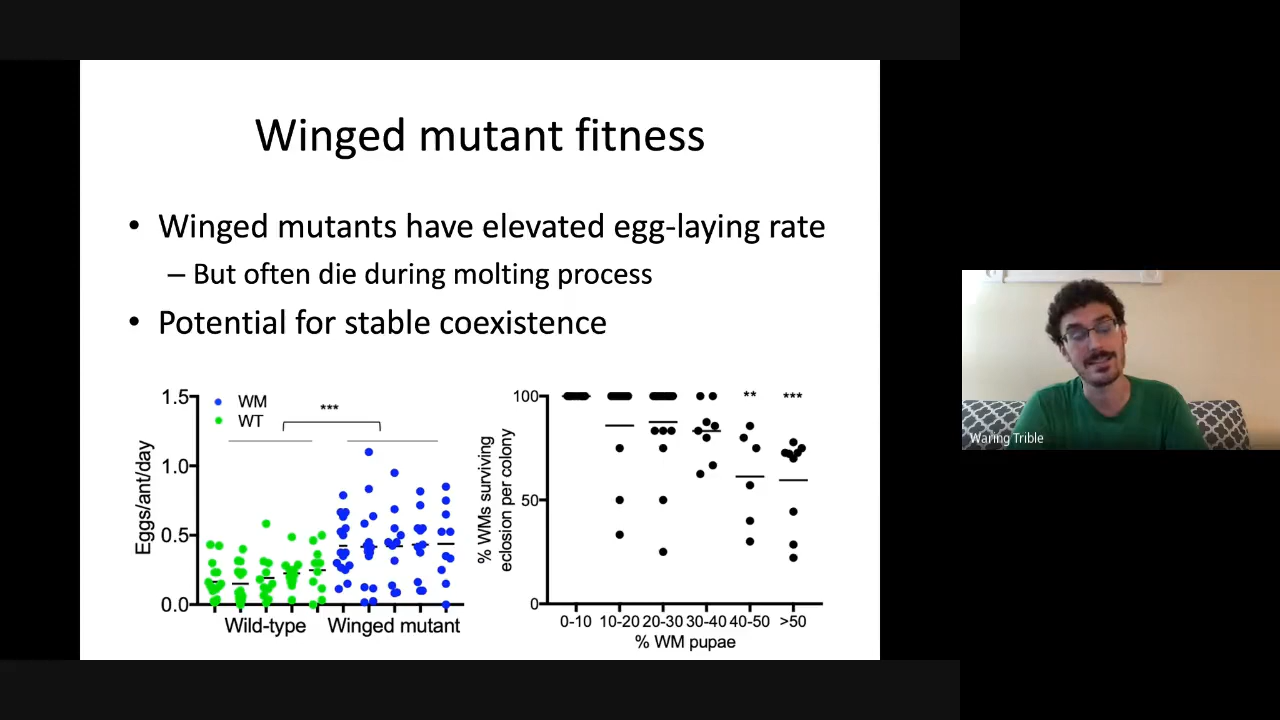 Winged mutant fitness
• Winged mutants have elevated egg-laying rate
– But often die during molting process
• Potential for stable coexistence
1.5
1.0
0.5
0.0
Eggs/ant/day
WM
WT
***
Wild-type
Winged mutant
100
50
0
% WMs surviving
eclosion per colony
**
***
0-10
10-20
20-30
30-40
40-50
>50
% WM pupae
Waring Trible